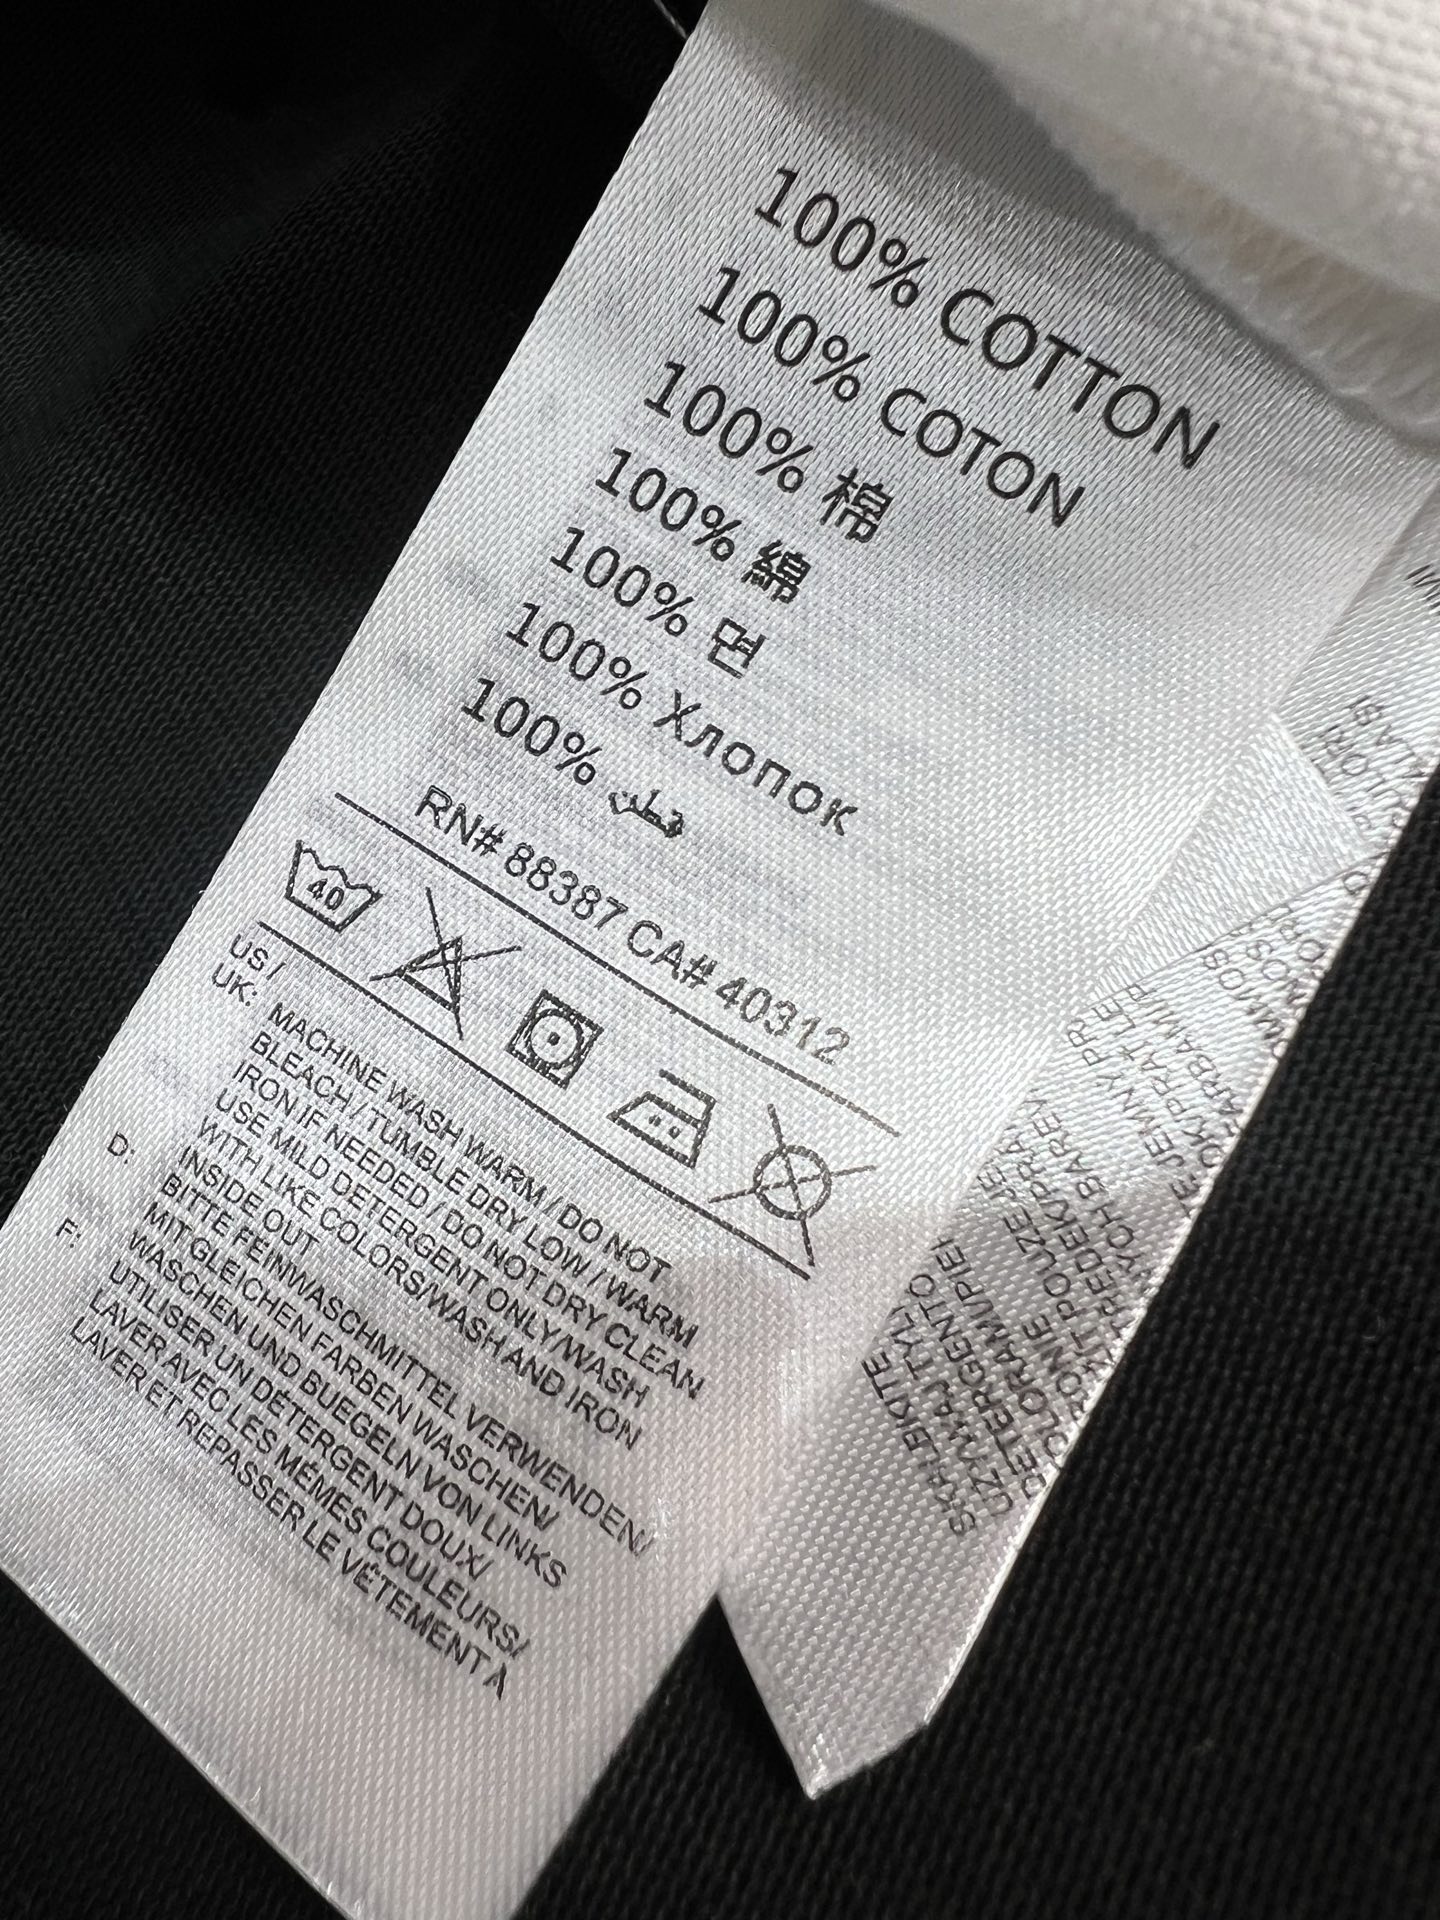 100% COTTON
100% COTON
100% 棉
100% 綿
100% 면
100% Хлопок
100% قطن
RN# 88387 CA# 40312
40
US /
UK: MACHINE WASH WARM / DO NOT
BLEACH / TUMBLE DRY LOW / WARM
IRON IF NEEDED / DO NOT DRY CLEAN
USE MILD DETERGENT ONLY/WASH
WITH LIKE COLORS/WASH AND IRON
INSIDE OUT
D: BITTE FEINWASCHMITTEL VERWENDEN/
MIT GLEICHEN FARBEN WASCHEN/
WASCHEN UND BUEGELN VON LINKS
F: UTILISER UN DÉTERGENT DOUX/
LAVER AVEC LES MÉMES COULEURS/
LAVER ET REPASSER LE VÉTEMENT À